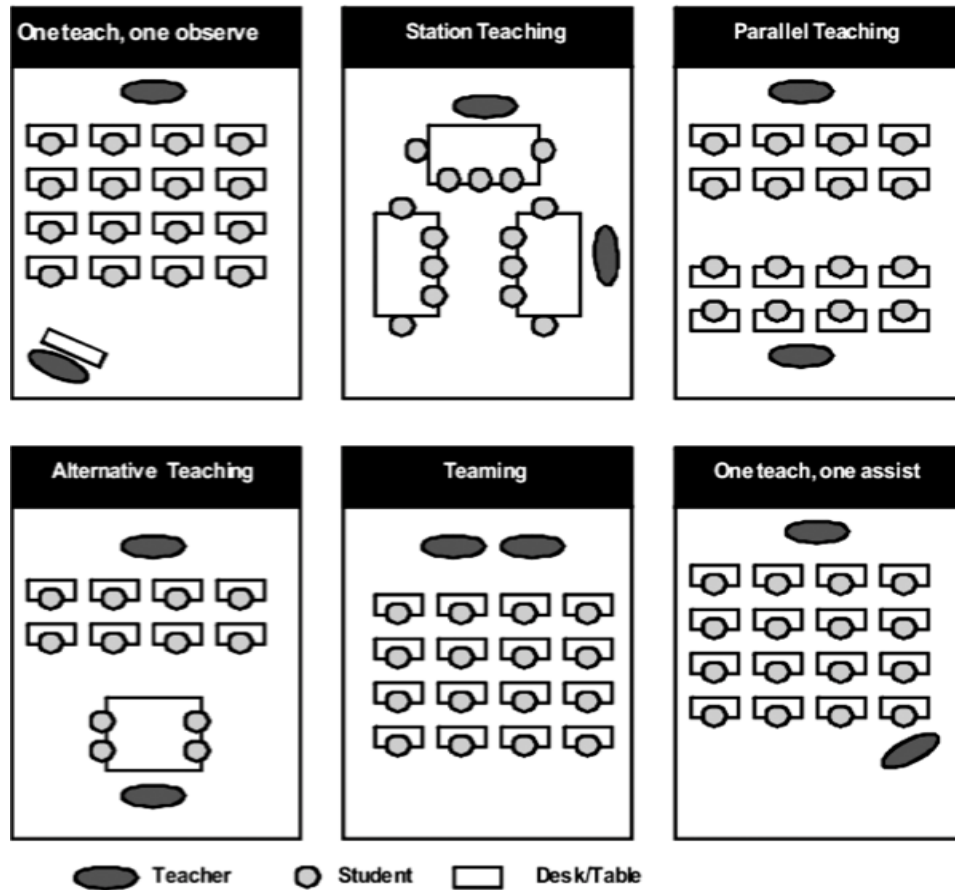 One teach, one observe
Station Teaching
Parallel Teaching
Alternative Teaching
Teaming
One teach, one assist
Teacher
Student
Desk/Table